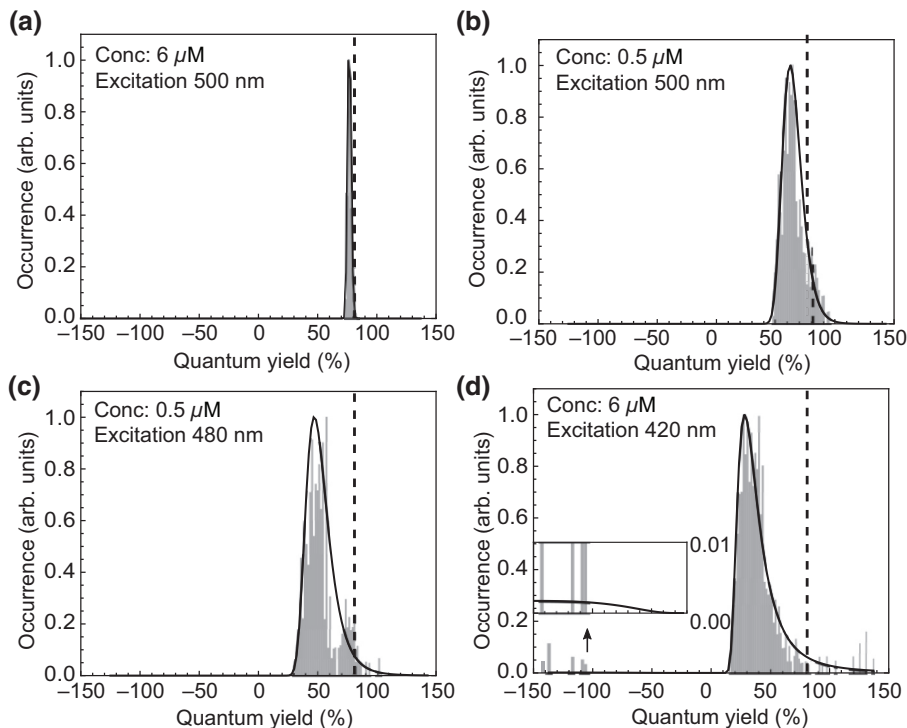 (a)
Conc: 6 μM
Excitation 500 nm
1.0
0.8
0.6
0.4
0.2
0.0
Occurrence (arb. units)
−150 −100 −50 0 50 100 150
Quantum yield (%)
(b)
Conc: 0.5 μM
Excitation 500 nm
1.0
0.8
0.6
0.4
0.2
0.0
Occurrence (arb. units)
−150 −100 −50 0 50 100 150
Quantum yield (%)
(c)
Conc: 0.5 μM
Excitation 480 nm
1.0
0.8
0.6
0.4
0.2
0.0
Occurrence (arb. units)
−150 −100 −50 0 50 100 150
Quantum yield (%)
(d)
Conc: 6 μM
Excitation 420 nm
1.0
0.8
0.6
0.4
0.2
0.0
Occurrence (arb. units)
0.01
0.00
−150 −100 −50 0 50 100 150
Quantum yield (%)